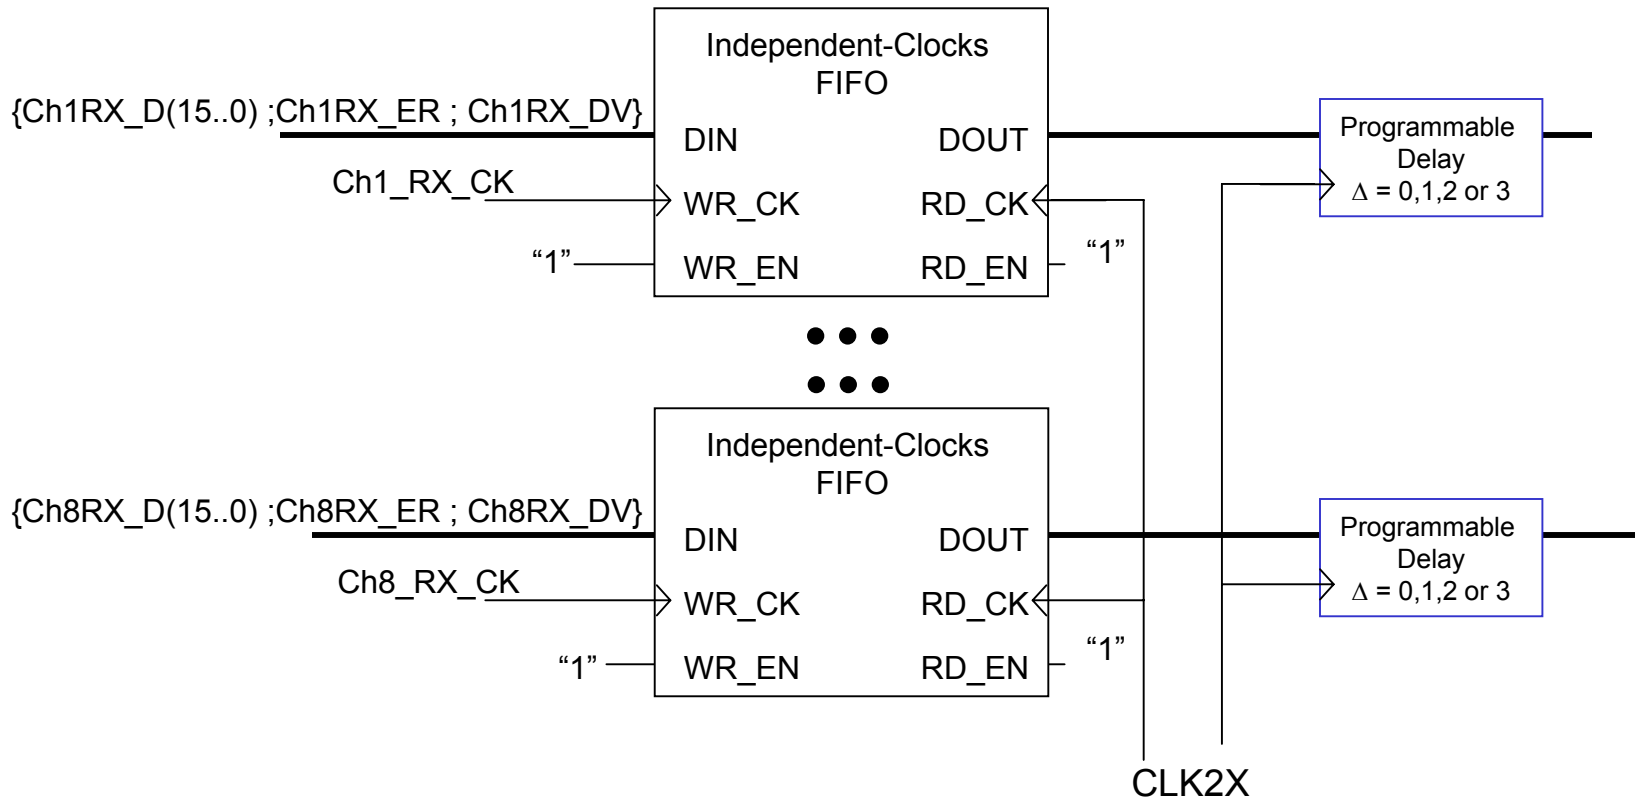 Independent-Clocks
FIFO
{Ch1RX_D(15..0) ;Ch1RX_ER ; Ch1RX_DV}
DIN
DOUT
Programmable
Delay
Δ = 0,1,2 or 3
Ch1_RX_CK
WR_CK
RD_CK
“1”
WR_EN
RD_EN
“1”
Independent-Clocks
FIFO
{Ch8RX_D(15..0) ;Ch8RX_ER ; Ch8RX_DV}
DIN
DOUT
Programmable
Delay
Δ = 0,1,2 or 3
Ch8_RX_CK
WR_CK
RD_CK
“1”
WR_EN
RD_EN
“1”
CLK2X